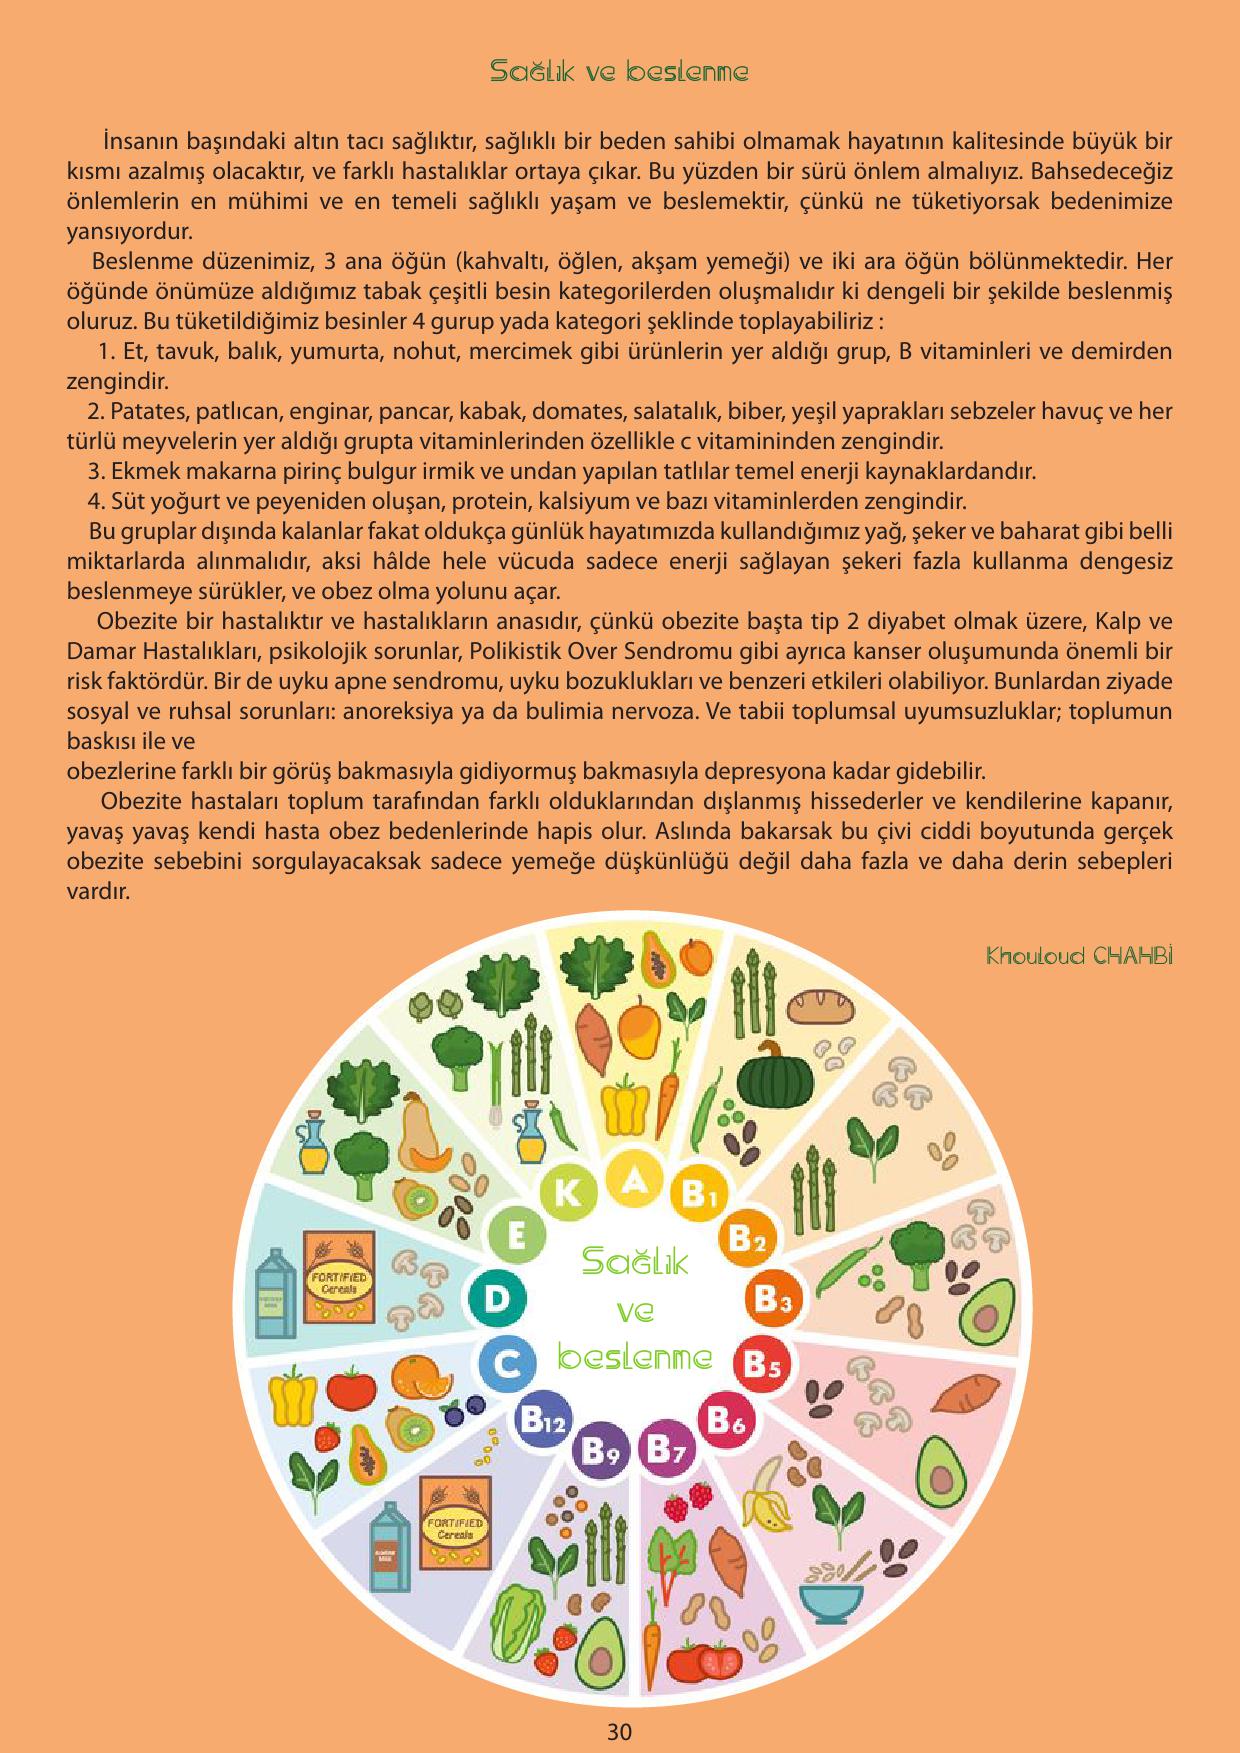 Sağlık ve beslenme
İnsanın başındaki altın tacı sağlıktır, sağlıklı bir beden sahibi olmamak hayatının kalitesinde büyük bir
kısmı azalmış olacaktır, ve farklı hastalıklar ortaya çıkar. Bu yüzden bir sürü önlem almalıyız. Bahsedeceğiz
önlemlerin en mühimi ve en temeli sağlıklı yaşam ve beslemektir, çünkü ne tüketiyorsak bedenimize
yansıyordur.
Beslenme düzenimiz, 3 ana öğün (kahvaltı, öğlen, akşam yemeği) ve iki ara öğün bölünmektedir. Her
öğünde önümüze aldığımız tabak çeşitli besin kategorilerden oluşmalıdır ki dengeli bir şekilde beslenmiş
oluruz. Bu tüketildiğimiz besinler 4 gurup yada kategori şeklinde toplayabiliriz :
1. Et, tavuk, balık, yumurta, nohut, mercimek gibi ürünlerin yer aldığı grup, B vitaminleri ve demirden
zengindir.
2. Patates, patlıcan, enginar, pancar, kabak, domates, salatalık, biber, yeşil yaprakları sebzeler havuç ve her
türlü meyvelerin yer aldığı grupta vitaminlerinden özellikle c vitamininden zengindir.
3. Ekmek makarna pirinç bulgur irmik ve undan yapılan tatlılar temel enerji kaynaklardandır.
4. Süt yoğurt ve peyeniden oluşan, protein, kalsiyum ve bazı vitaminlerden zengindir.
Bu gruplar dışında kalanlar fakat oldukça günlük hayatımızda kullandığımız yağ, şeker ve baharat gibi belli
miktarlarda alınmalıdır, aksi hâlde hele vücuda sadece enerji sağlayan şekeri fazla kullanma dengesiz
beslenmeye sürükler, ve obez olma yolunu açar.
Obezite bir hastalıktır ve hastalıkların anasıdır, çünkü obezite başta tip 2 diyabet olmak üzere, Kalp ve
Damar Hastalıkları, psikolojik sorunlar, Polikistik Over Sendromu gibi ayrıca kanser oluşumunda önemli bir
risk faktördür. Bir de uyku apne sendromu, uyku bozuklukları ve benzeri etkileri olabiliyor. Bunlardan ziyade
sosyal ve ruhsal sorunları: anoreksiya ya da bulimia nervoza. Ve tabii toplumsal uyumsuzluklar; toplumun
baskısı ile ve
obezlerine farklı bir görüş bakmasıyla gidiyormuş bakmasıyla depresyona kadar gidebilir.
Obezite hastaları toplum tarafından farklı olduklarından dışlanmış hissederler ve kendilerine kapanır,
yavaş yavaş kendi hasta obez bedenlerinde hapis olur. Aslında bakarsak bu çivi ciddi boyutunda gerçek
obezite sebebini sorgulayacaksak sadece yemeğe düşkünlüğü değil daha fazla ve daha derin sebepleri
vardır.
Khouloud CHAHBİ
A
B1
B2
B3
B5
B6
B7
B9
B12
C
D
E
K
Sağlık
ve
beslenme
FORTIFIED
Cereals
FORTIFIED
Cereals
30